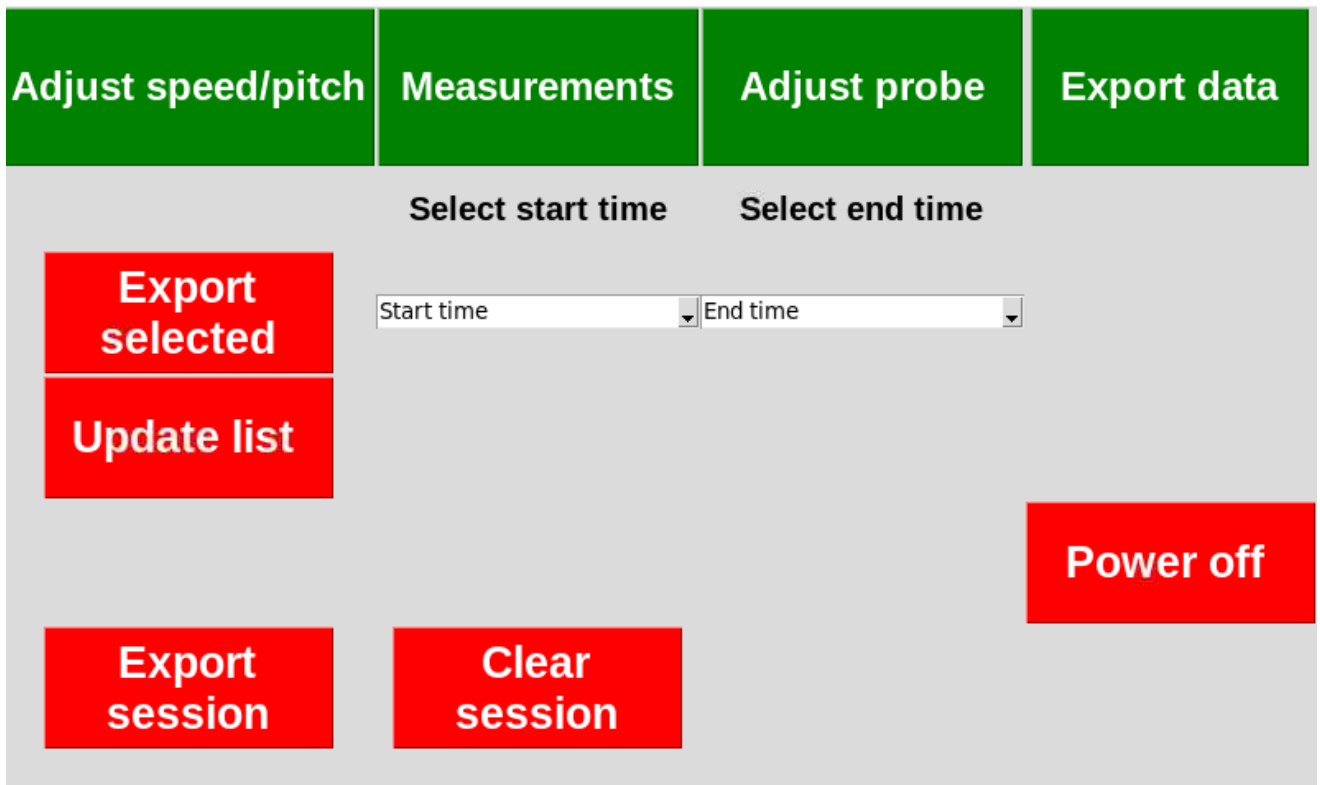 Adjust speed/pitch
Measurements
Adjust probe
Export data
Select start time
Select end time
Export
selected
Start time
End time
Update list
Power off
Export
session
Clear
session